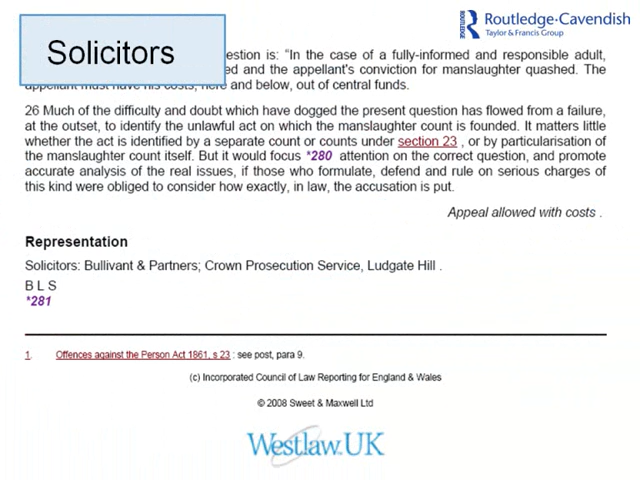 Solicitors
Routledge·Cavendish
Taylor & Francis Group
ROUTLEDGE
estion is: “In the case of a fully-informed and responsible adult,
ed and the appellant's conviction for manslaughter quashed. The
appellant must have his costs, here and below, out of central funds.
26 Much of the difficulty and doubt which have dogged the present question has flowed from a failure,
at the outset, to identify the unlawful act on which the manslaughter count is founded. It matters little
whether the act is identified by a separate count or counts under section 23 , or by particularisation of
the manslaughter count itself. But it would focus *280 attention on the correct question, and promote
accurate analysis of the real issues, if those who formulate, defend and rule on serious charges of
this kind were obliged to consider how exactly, in law, the accusation is put.
Appeal allowed with costs .
Representation
Solicitors: Bullivant & Partners; Crown Prosecution Service, Ludgate Hill .
B L S
*281
1. Offences against the Person Act 1861, s 23 : see post, para 9.
(c) Incorporated Council of Law Reporting for England & Wales
© 2008 Sweet & Maxwell Ltd
Westlaw.UK